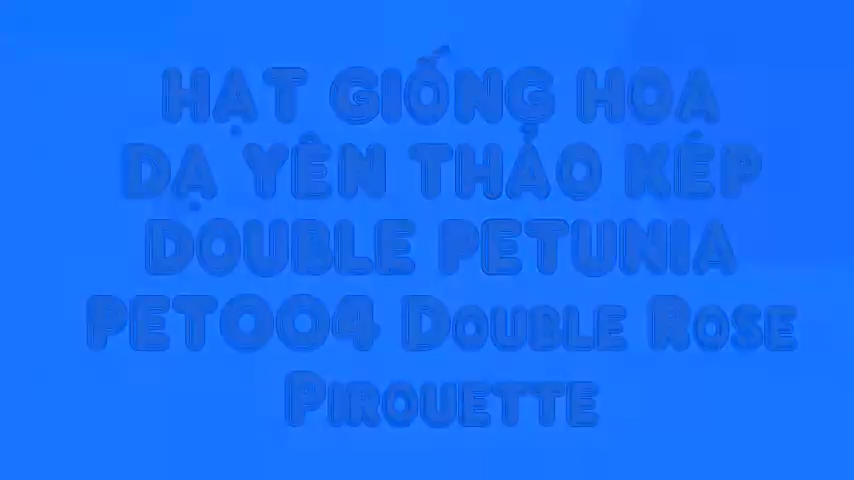 HẠT GIỐNG HOA
DẠ YÊN THẢO KÉP
DOUBLE PETUNIA
PET004 DOUBLE ROSE
PIROUETTE